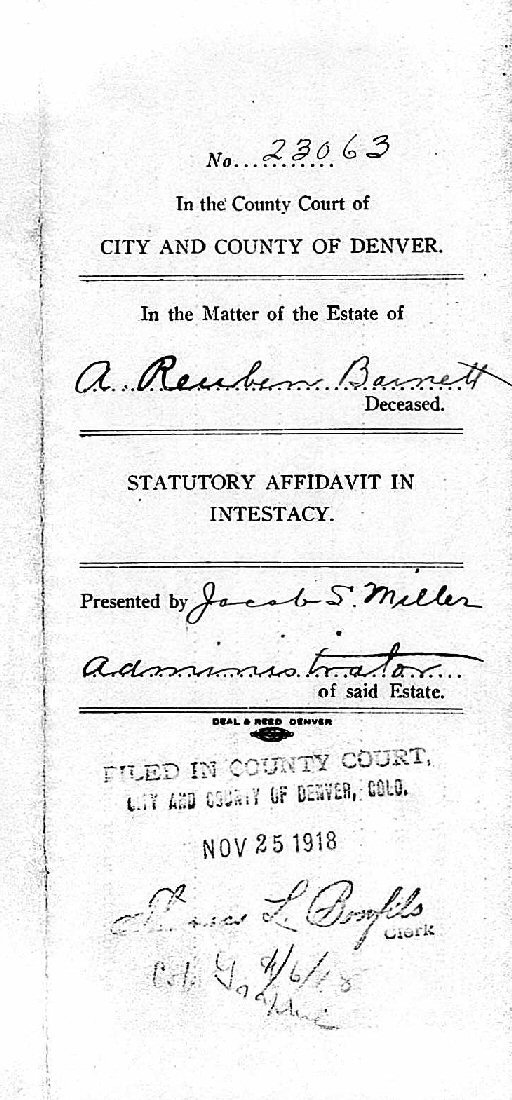 No. 23063
In the County Court of
CITY AND COUNTY OF DENVER.
In the Matter of the Estate of
A. Reuben Barnett
Deceased.
STATUTORY AFFIDAVIT IN
INTESTACY.
Presented by Jacob S. Miller
Administrator
of said Estate.
DEAL & REED DENVER
FILED IN COUNTY COURT,
CITY AND COUNTY OF DENVER, COLO.
NOV 25 1918
L. Bonfils
Clerk